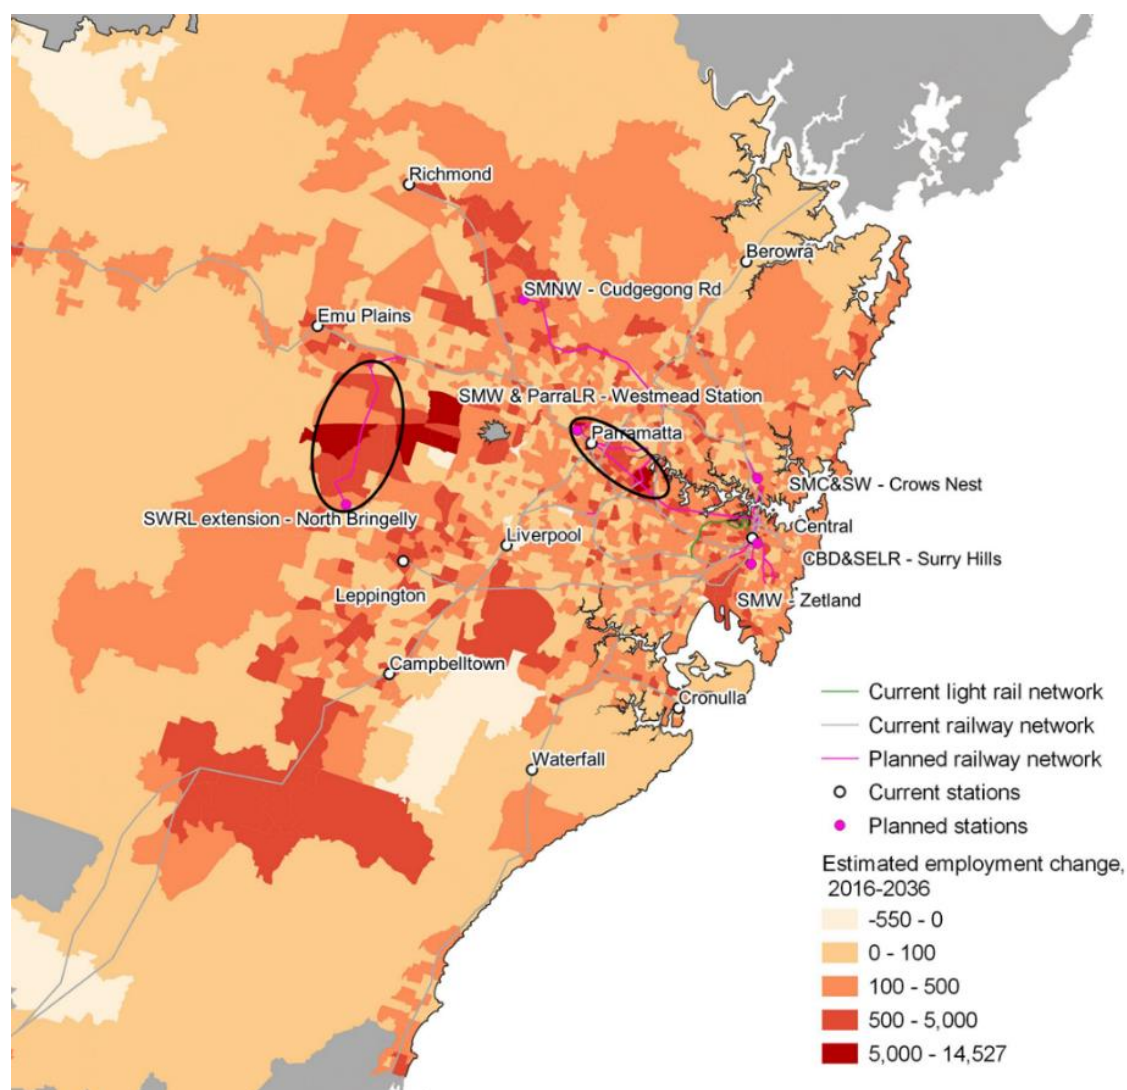 Richmond
Berowra
SMNW - Cudgegong Rd
Emu Plains
SMW & ParraLR - Westmead Station
Parramatta
SMC&SW - Crows Nest
SWRL extension - North Bringelly
Central
Liverpool
CBD&SELR - Surry Hills
Leppington
SMW - Zetland
Campbelltown
Cronulla
Waterfall
Current light rail network
Current railway network
Planned railway network
Current stations
Planned stations
Estimated employment change,
2016-2036
-550 - 0
0 - 100
100 - 500
500 - 5,000
5,000 - 14,527